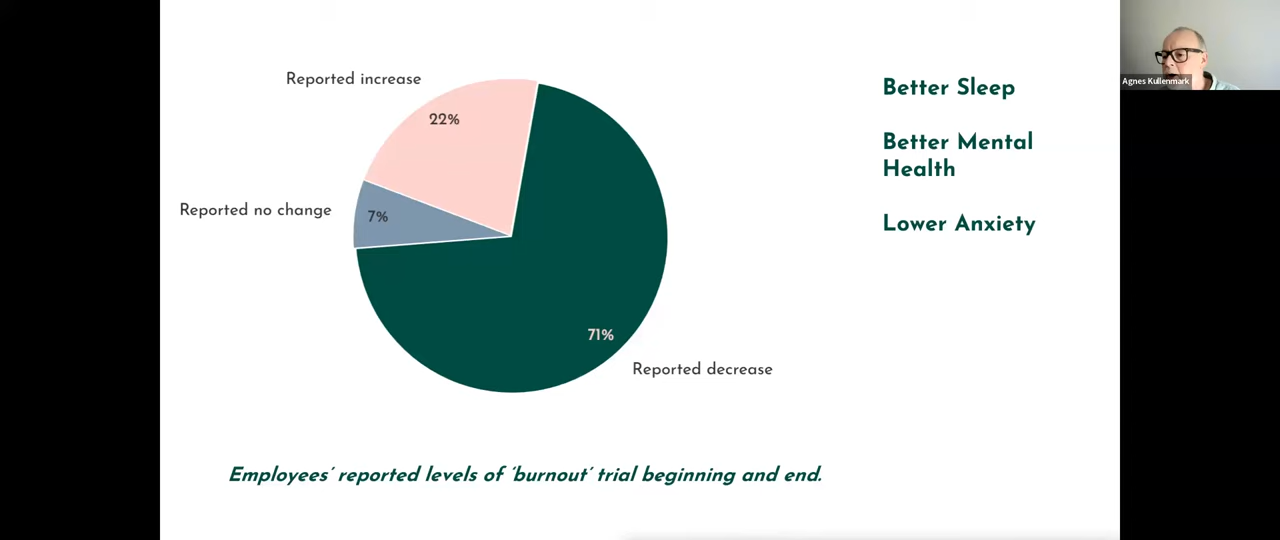 Reported increase
22%
Reported no change
7%
71%
Reported decrease
Better Sleep
Better Mental
Health
Lower Anxiety
Employees’ reported levels of ‘burnout’ trial beginning and end.
Agnes Kullenmark